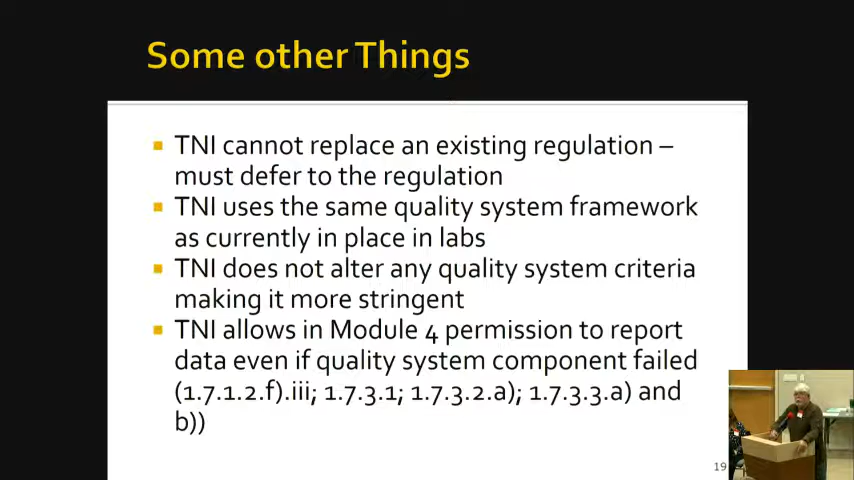 Some other Things
TNI cannot replace an existing regulation –
must defer to the regulation
TNI uses the same quality system framework
as currently in place in labs
TNI does not alter any quality system criteria
making it more stringent
TNI allows in Module 4 permission to report
data even if quality system component failed
(1.7.1.2.f).iii; 1.7.3.1; 1.7.3.2.a); 1.7.3.3.a) and
b))
19